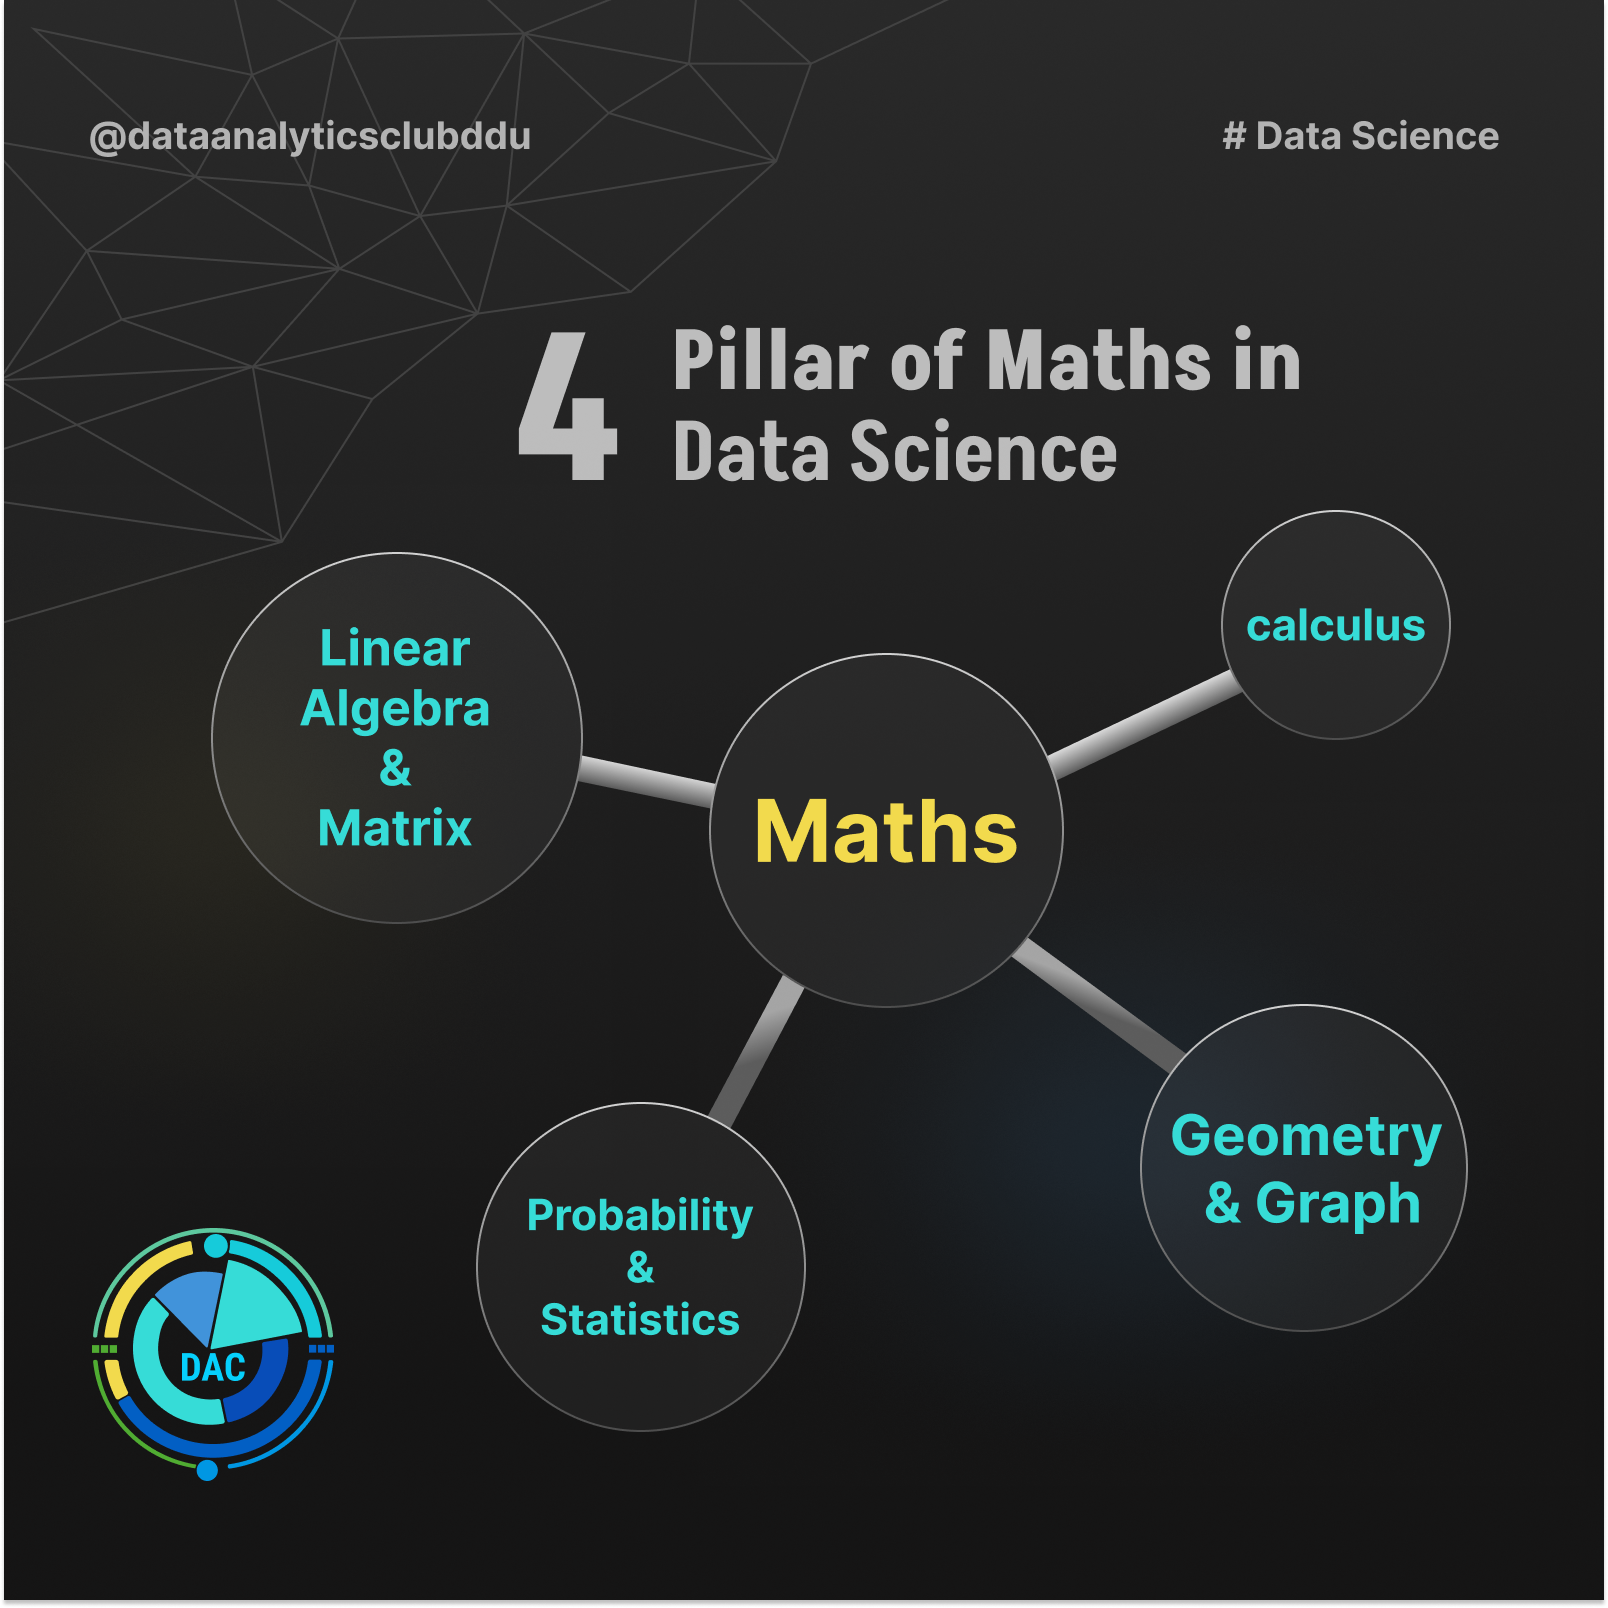 @dataanalyticsclubddu
# Data Science
4
Pillar of Maths in
Data Science
Linear
Algebra
&
Matrix
calculus
Maths
Probability
&
Statistics
Geometry
& Graph
DAC